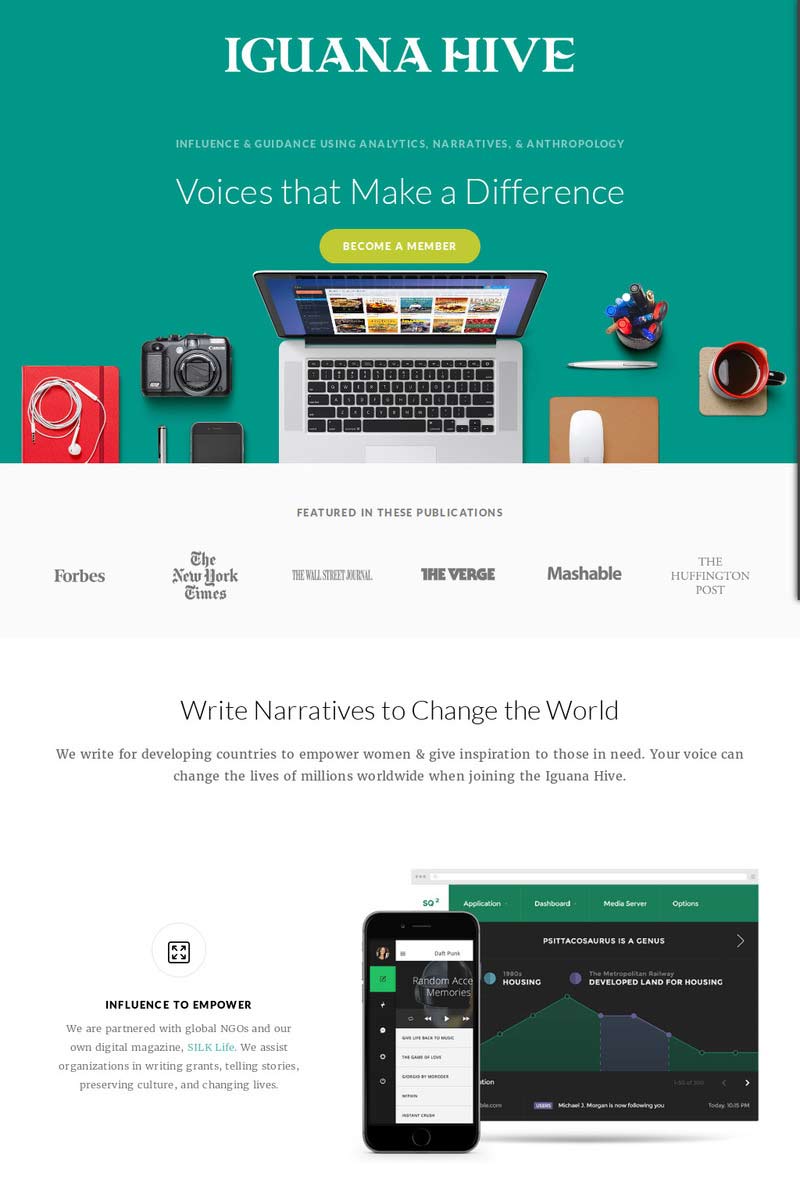 IGUANA HIVE
INFLUENCE & GUIDANCE USING ANALYTICS, NARRATIVES, & ANTHROPOLOGY
Voices that Make a Difference
BECOME A MEMBER
Canon
FEATURED IN THESE PUBLICATIONS
Forbes
The
New York
Times
THE WALL STREET JOURNAL
THE VERGE
Mashable
THE
HUFFINGTON
POST
Write Narratives to Change the World
We write for developing countries to empower women & give inspiration to those in need. Your voice can
change the lives of millions worldwide when joining the Iguana Hive.
INFLUENCE TO EMPOWER
We are partnered with global NGOs and our
own digital magazine, SILK Life. We assist
organizations in writing grants, telling stories,
preserving culture, and changing lives.
SQ²
Application
Dashboard
Media Server
Options
PSITTACOSAURUS IS A GENUS
1980s
HOUSING
The Metropolitan Railway
DEVELOPED LAND FOR HOUSING
1-50 of 300
USERS
Michael J. Morgan is now following you
Today, 10:15 PM
Daft Punk
Random Acce
Memories
GIVE LIFE BACK TO MUSIC
THE GAME OF LOVE
GIORGIO BY MORODER
WITHIN
INSTANT CRUSH